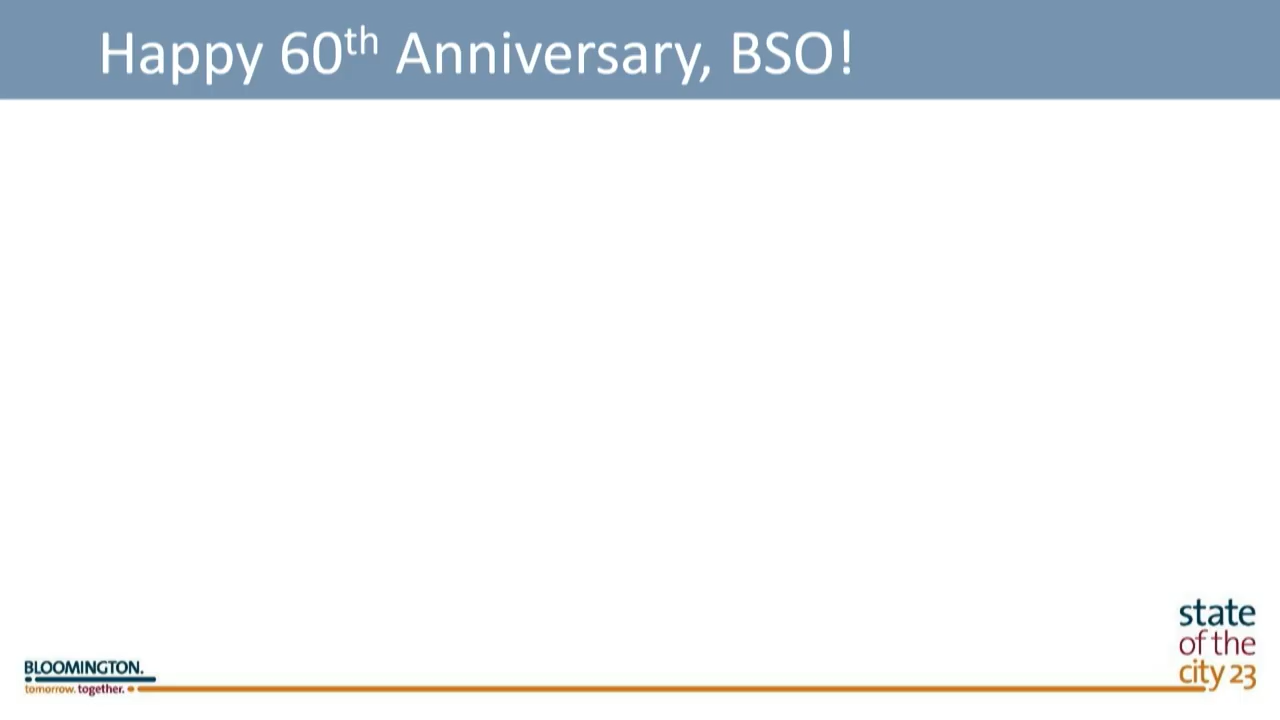 Happy 60th Anniversary, BSO!
state
of the
city 23
BLOOMINGTON.
tomorrow. together.